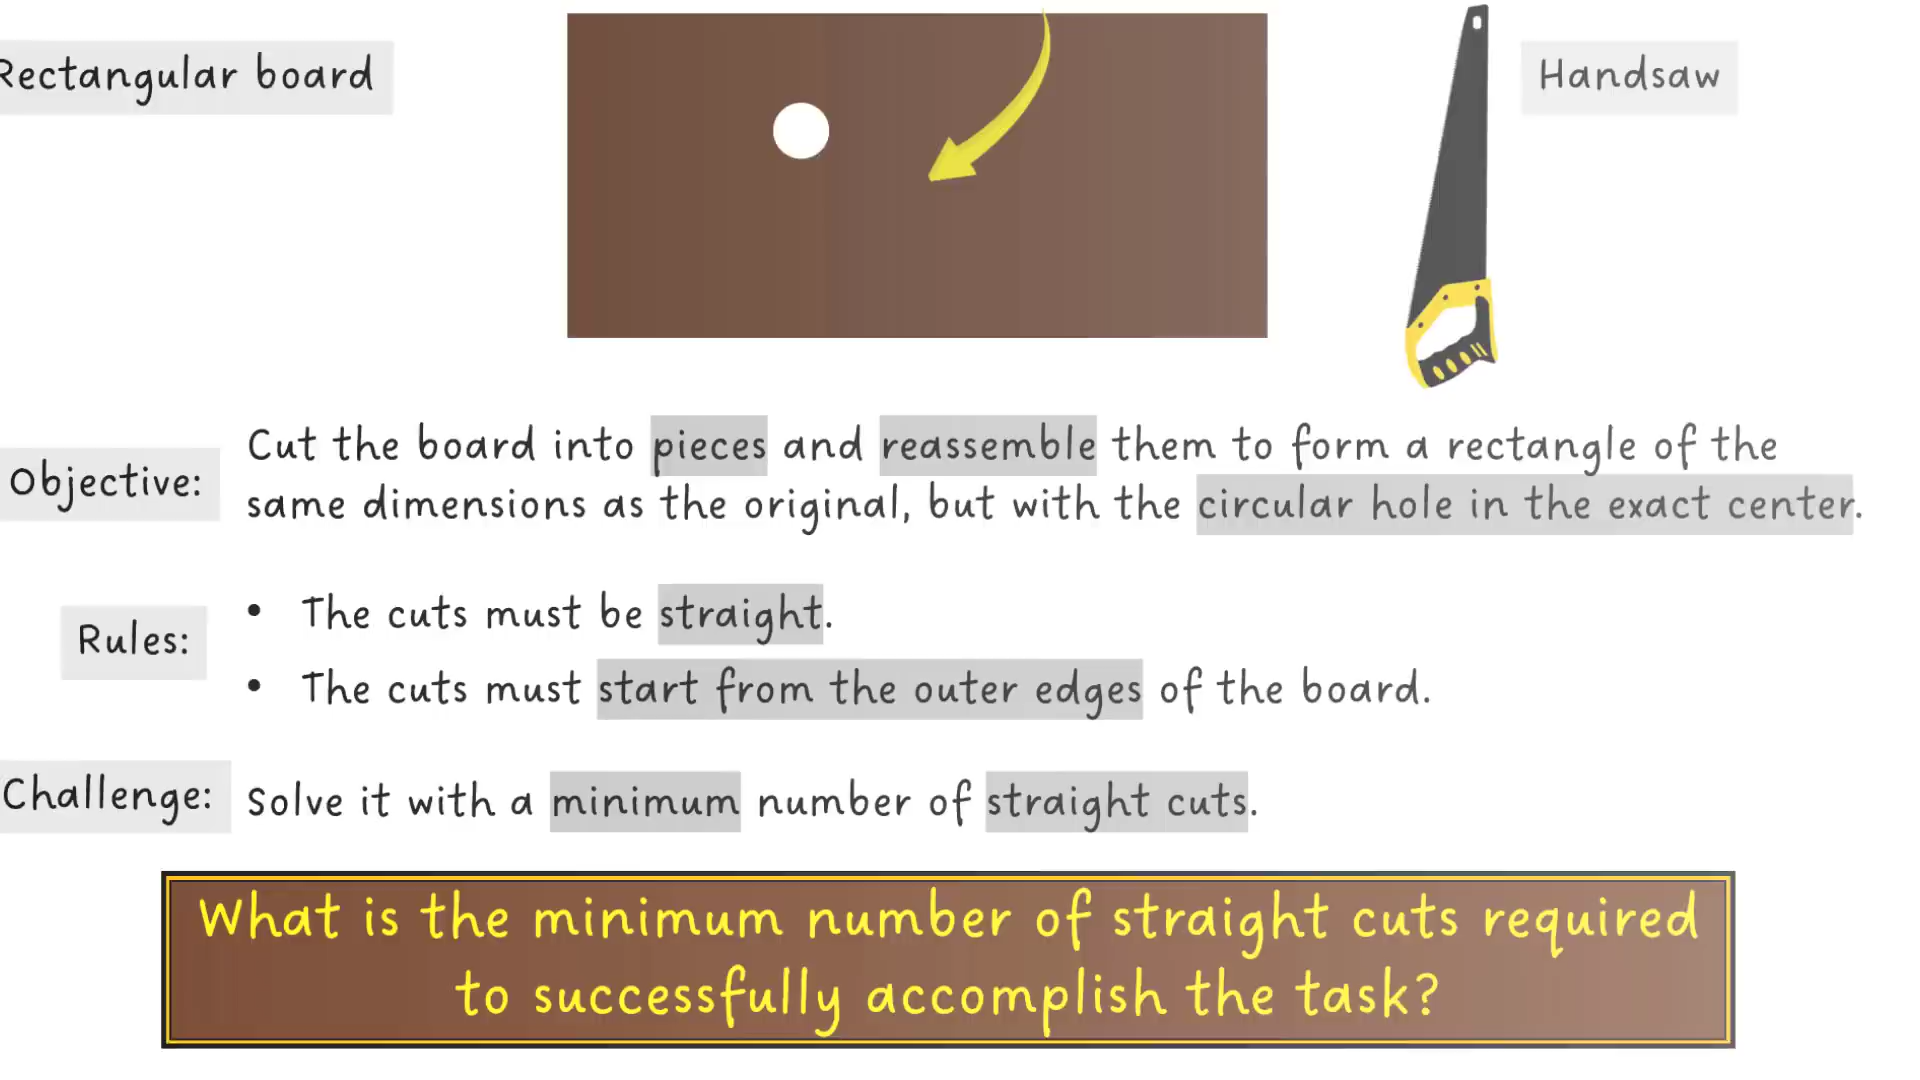 Rectangular board
Handsaw
Objective:
Cut the board into pieces and reassemble them to form a rectangle of the
same dimensions as the original, but with the circular hole in the exact center.
Rules:
• The cuts must be straight.
• The cuts must start from the outer edges of the board.
Challenge:
Solve it with a minimum number of straight cuts.
What is the minimum number of straight cuts required
to successfully accomplish the task?